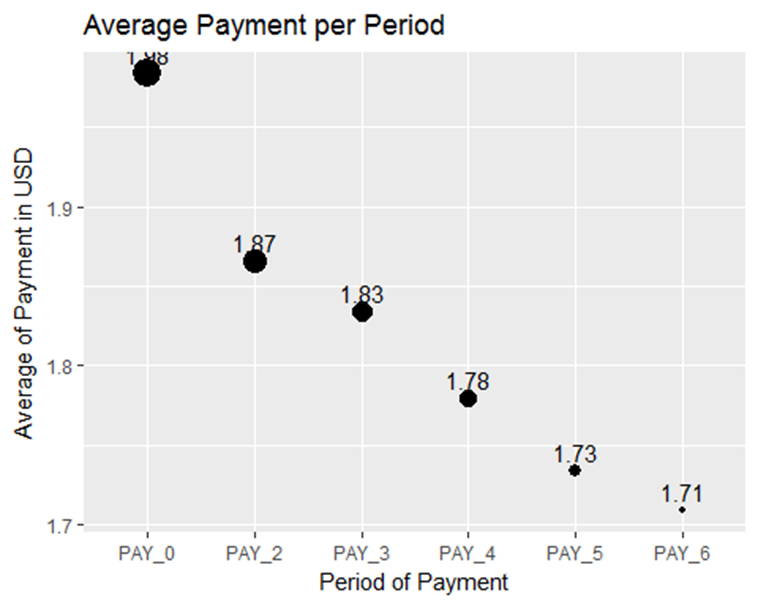 Average Payment per Period
1.98
1.87
1.83
1.78
1.73
1.71
Average of Payment in USD
1.9
1.8
1.7
PAY_0 PAY_2 PAY_3 PAY_4 PAY_5 PAY_6
Period of Payment